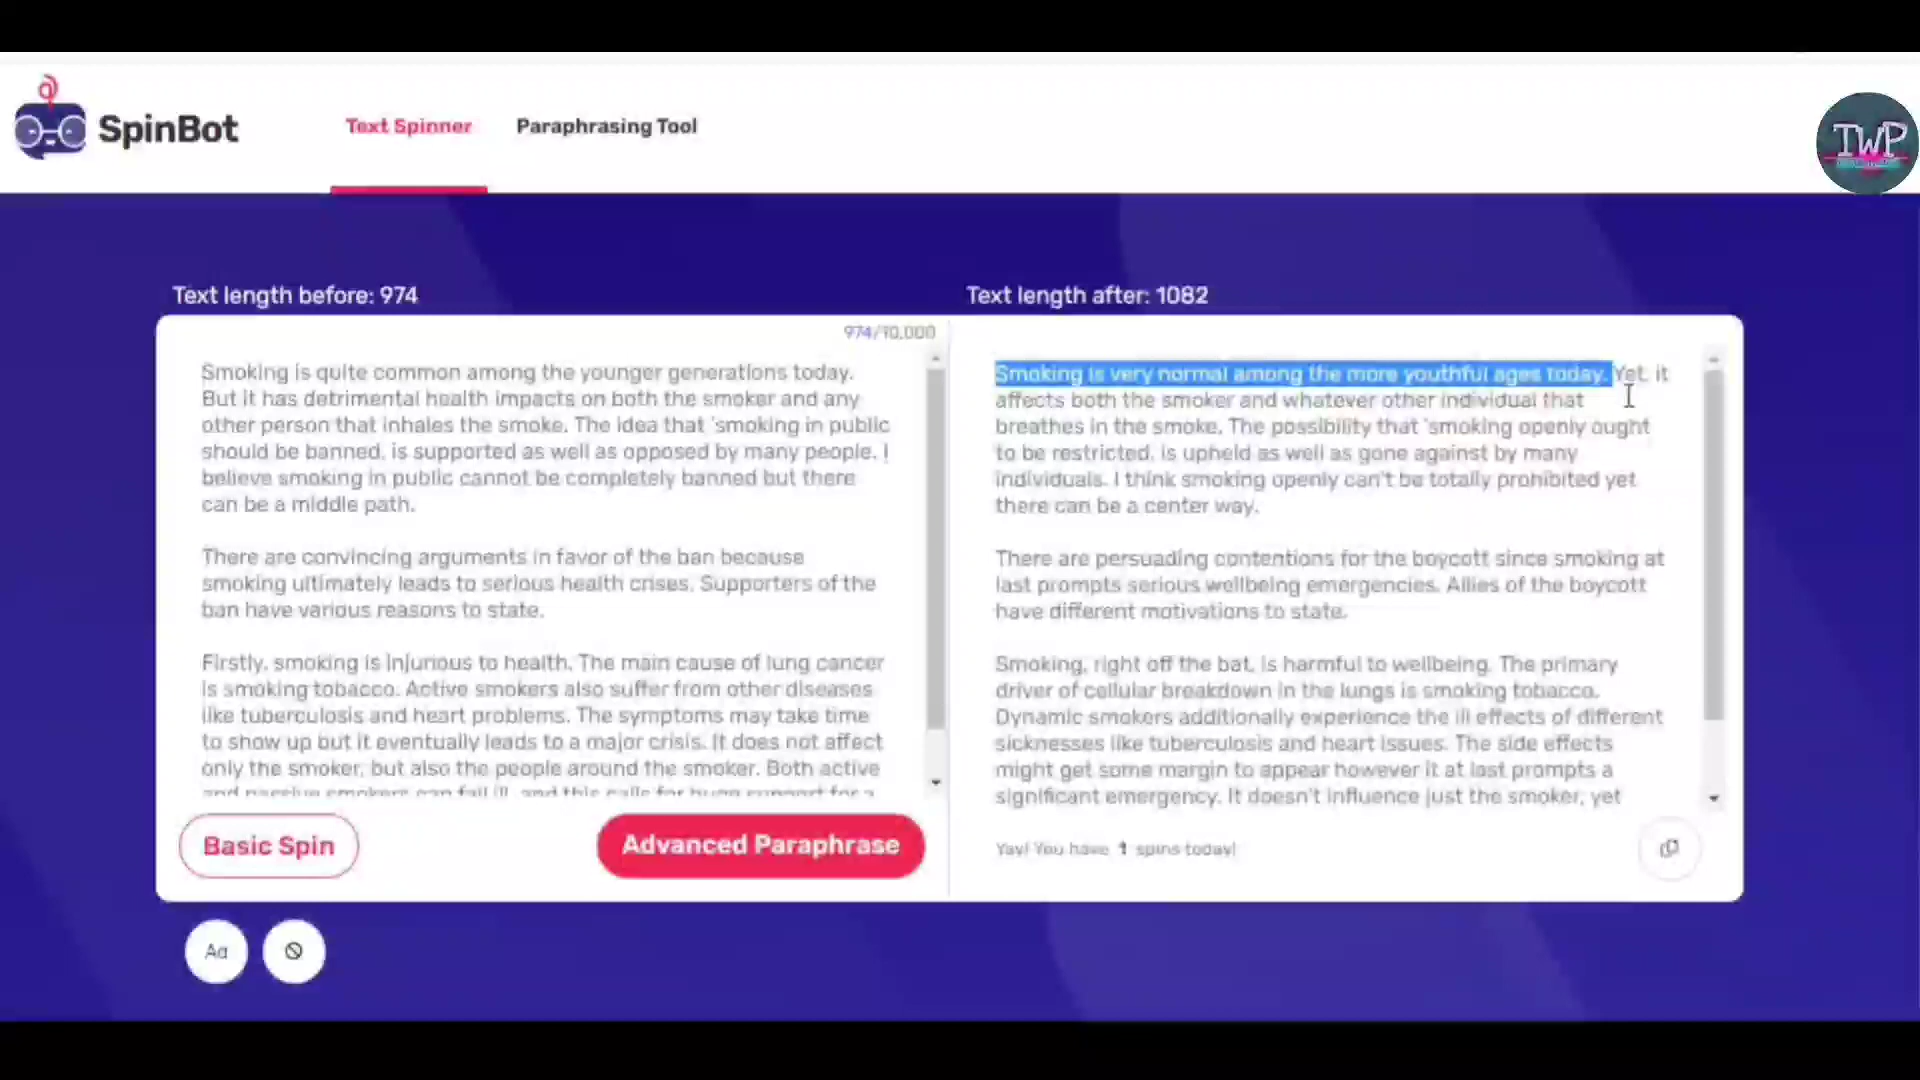 SpinBot
Text Spinner
Paraphrasing Tool
TWP
Text length before: 974
Text length after: 1082
974/10,000
Smoking is quite common among the younger generations today.
But it has detrimental health impacts on both the smoker and any
other person that inhales the smoke. The idea that 'smoking in public
should be banned, is supported as well as opposed by many people. I
believe smoking in public cannot be completely banned but there
can be a middle path.
There are convincing arguments in favor of the ban because
smoking ultimately leads to serious health crises. Supporters of the
ban have various reasons to state.
Firstly, smoking is injurious to health. The main cause of lung cancer
is smoking tobacco. Active smokers also suffer from other diseases
like tuberculosis and heart problems. The symptoms may take time
to show up but it eventually leads to a major crisis. It does not affect
only the smoker, but also the people around the smoker. Both active
and passive smokers can fall ill, and this calls for huge support for a
Smoking is very normal among the more youthful ages today. Yet, it
affects both the smoker and whatever other individual that
breathes in the smoke. The possibility that 'smoking openly ought
to be restricted, is upheld as well as gone against by many
individuals. I think smoking openly can't be totally prohibited yet
there can be a center way.
There are persuading contentions for the boycott since smoking at
last prompts serious wellbeing emergencies. Allies of the boycott
have different motivations to state.
Smoking, right off the bat, is harmful to wellbeing. The primary
driver of cellular breakdown in the lungs is smoking tobacco.
Dynamic smokers additionally experience the ill effects of different
sicknesses like tuberculosis and heart issues. The side effects
might get some margin to appear however it at last prompts a
significant emergency. It doesn't influence just the smoker, yet
Basic Spin
Advanced Paraphrase
Yay! You have 1 spins today!
Aa